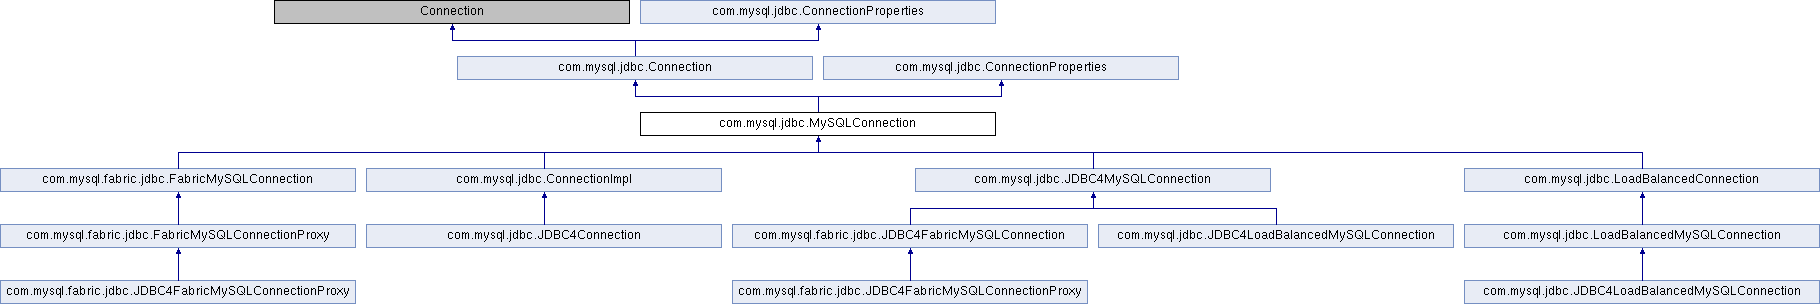 Connection
com.mysql.jdbc.ConnectionProperties
com.mysql.jdbc.Connection
com.mysql.jdbc.ConnectionProperties
com.mysql.jdbc.MySQLConnection
com.mysql.fabric.jdbc.FabricMySQLConnection
com.mysql.jdbc.ConnectionImpl
com.mysql.jdbc.JDBC4MySQLConnection
com.mysql.jdbc.LoadBalancedConnection
com.mysql.fabric.jdbc.FabricMySQLConnectionProxy
com.mysql.jdbc.JDBC4Connection
com.mysql.fabric.jdbc.JDBC4FabricMySQLConnection
com.mysql.jdbc.JDBC4LoadBalancedMySQLConnection
com.mysql.jdbc.LoadBalancedMySQLConnection
com.mysql.fabric.jdbc.JDBC4FabricMySQLConnectionProxy
com.mysql.fabric.jdbc.JDBC4FabricMySQLConnectionProxy
com.mysql.jdbc.JDBC4LoadBalancedMySQLConnection